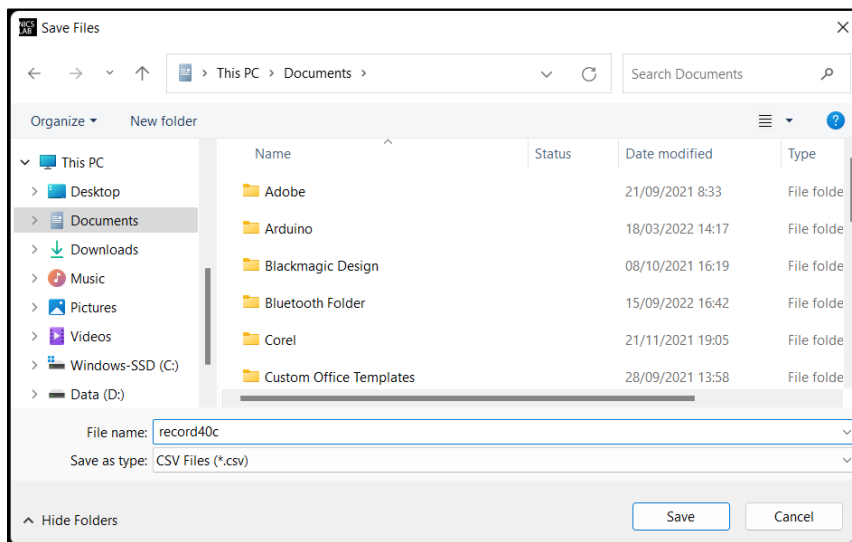 NICS LAB Save Files
This PC > Documents >
Search Documents
Organize
New folder
Name Status Date modified Type
This PC
Desktop
Documents
Downloads
Music
Pictures
Videos
Windows-SSD (C:)
Data (D:)
Adobe 21/09/2021 8:33 File folde
Arduino 18/03/2022 14:17 File folde
Blackmagic Design 08/10/2021 16:19 File folde
Bluetooth Folder 15/09/2022 16:42 File folde
Corel 21/11/2021 19:05 File folde
Custom Office Templates 28/09/2021 13:58 File folde
File name: record40c
Save as type: CSV Files (*.csv)
Hide Folders
Save
Cancel